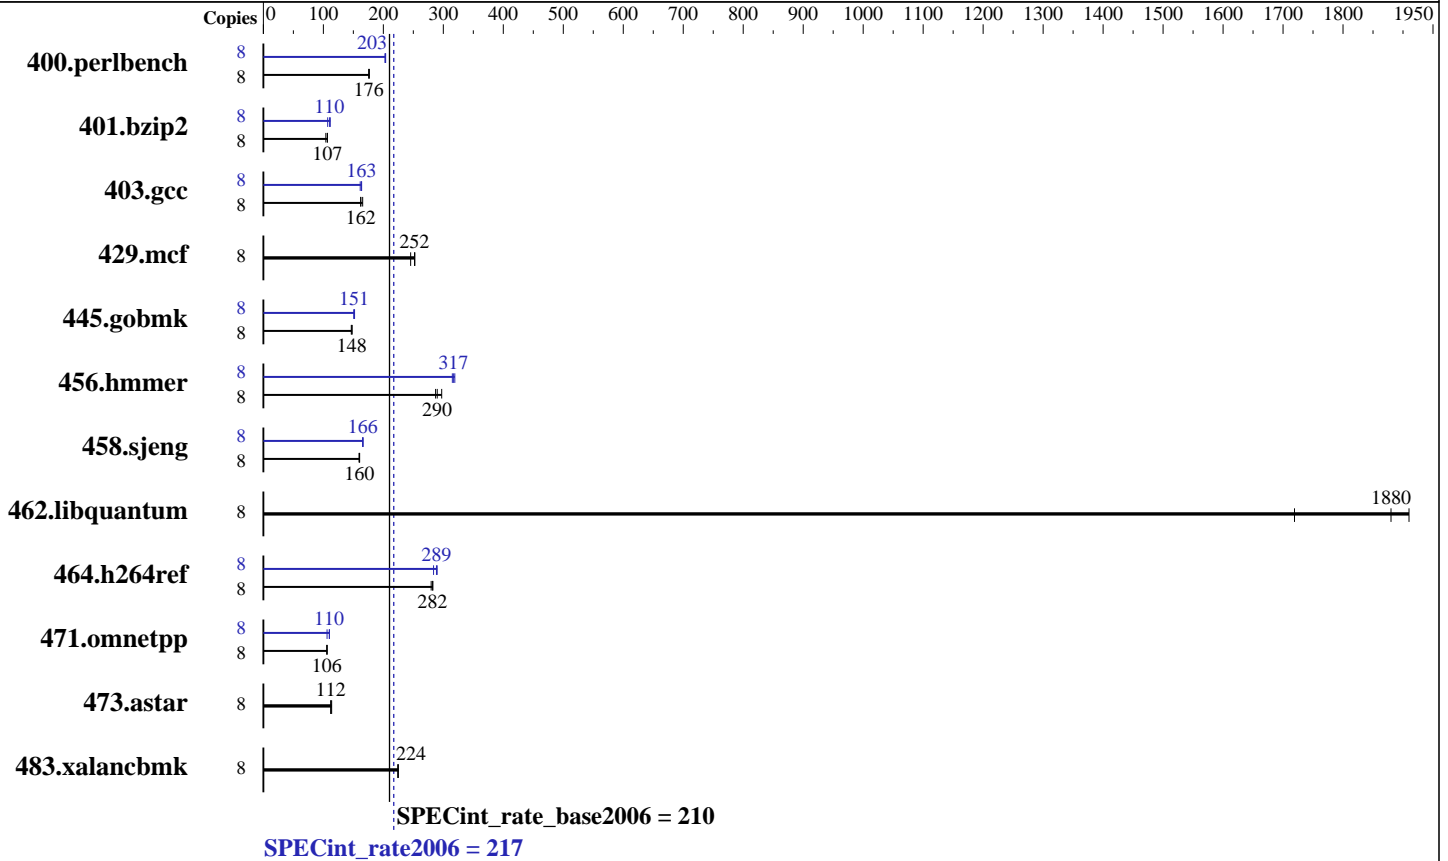 Copies 0 100 200 300 400 500 600 700 800 900 1000 1100 1200 1300 1400 1500 1600 1700 1800 1950
400.perlbench 8 203
8 176
401.bzip2 8 110
8 107
403.gcc 8 163
8 162
429.mcf 8 252
445.gobmk 8 151
8 148
456.hmmer 8 317
8 290
458.sjeng 8 166
8 160
462.libquantum 8 1880
464.h264ref 8 289
8 282
471.omnetpp 8 110
8 106
473.astar 8 112
483.xalancbmk 8 224
SPECint_rate_base2006 = 210
SPECint_rate2006 = 217